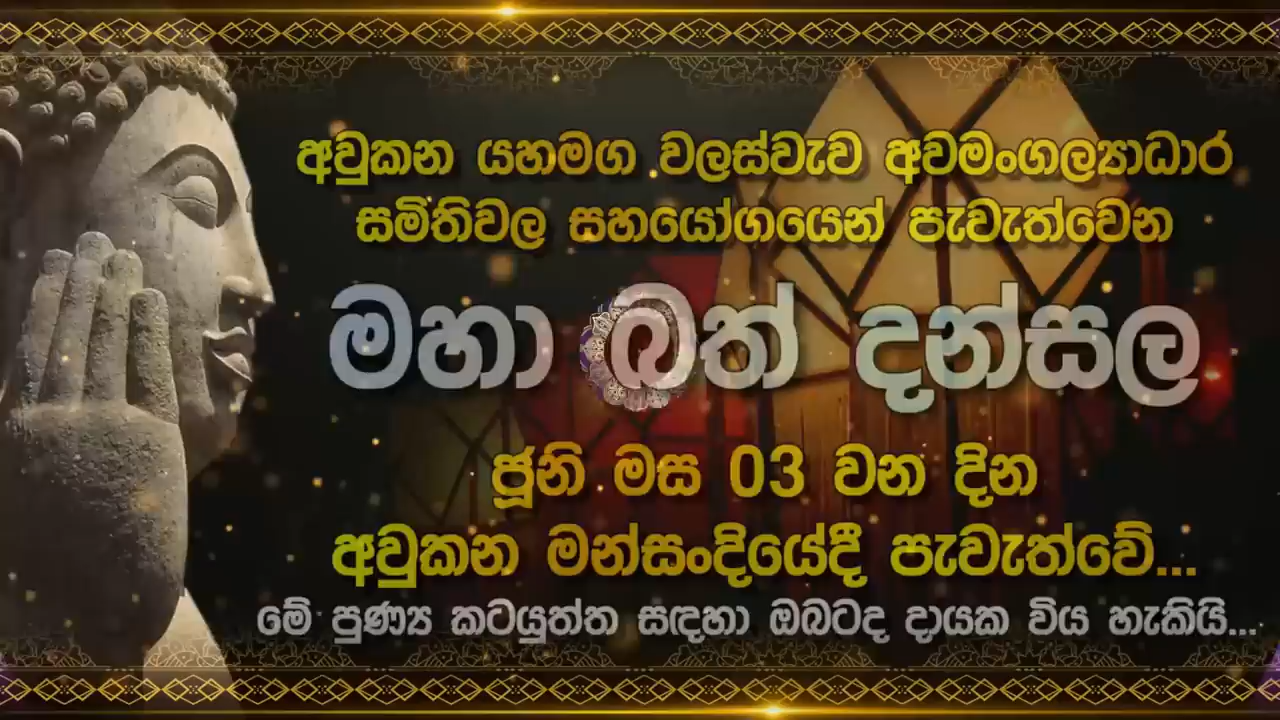 අවුකන යහමග වලස්වැව අවමංගල්‍යාධාර
සමිතිවල සහයෝගයෙන් පැවැත්වෙන
මහා බත් දන්සල
ජූනි මස 03 වන දින
අවුකන මන්සංදියේදී පැවැත්වේ...
මේ පුණ්‍ය කටයුත්ත සඳහා ඔබටද දායක විය හැකියි...